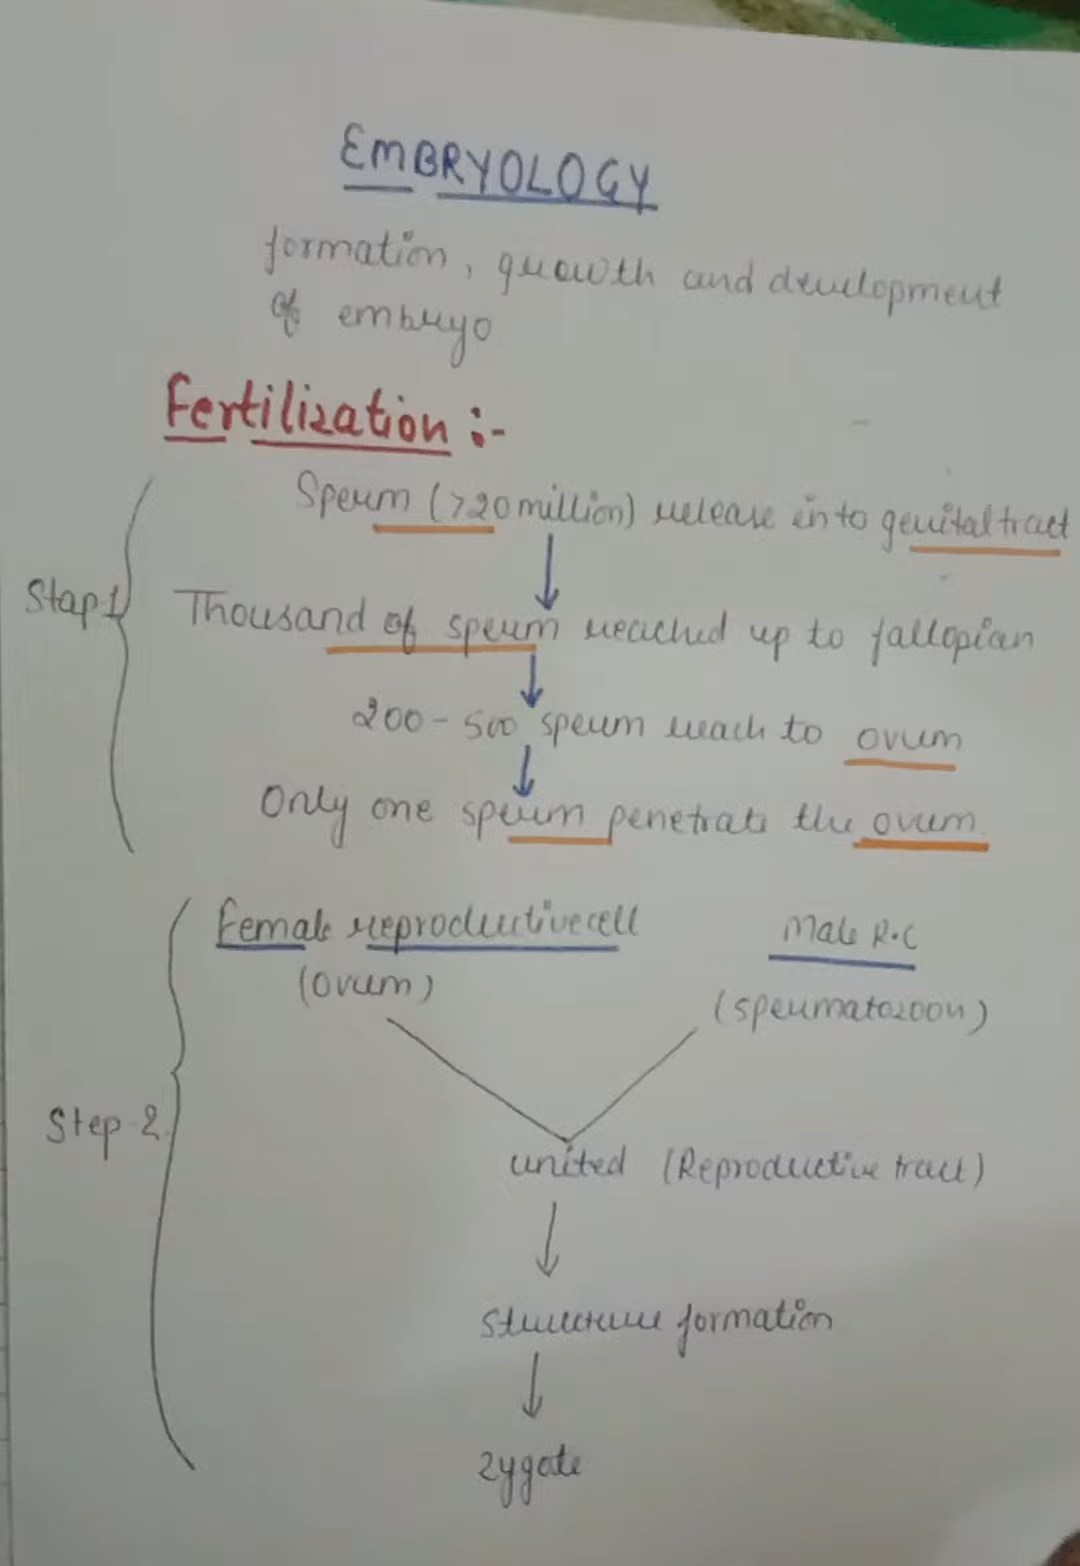 EMBRYOLOGY
formation, growth and development
of embryo
Fertilization :-
Sperm (>20 million) release into genital tract
Stap-1
Thousand of sperm reached up to fallopian
200-500 sperm reach to ovum
Only one sperm penetrate the ovum
Female reproductive cell
Male R.C
(Ovum)
(spermatozoon)
Step-2
united (Reproductive tract)
structure formation
zygote